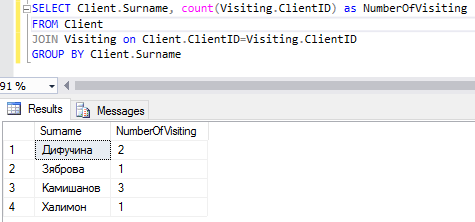 SELECT Client.Surname, count(Visiting.ClientID) as NumberOfVisiting
FROM Client
JOIN Visiting on Client.ClientID=Visiting.ClientID
GROUP BY Client.Surname
91 %
Results Messages
Surname NumberOfVisiting
1 Дифучина 2
2 Зяброва 1
3 Камишанов 3
4 Халимон 1